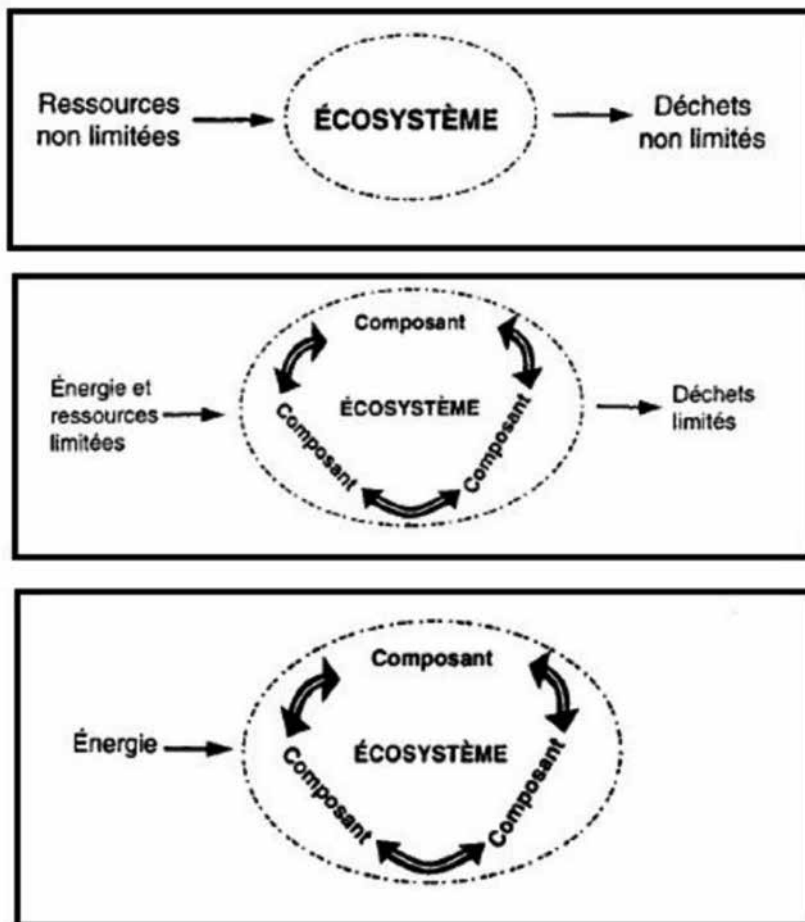 Ressources
non limitées
ÉCOSYSTÈME
Déchets
non limités
Composant
Énergie et
ressources
limitées
ÉCOSYSTÈME
Déchets
limités
Composant
Composant
Composant
Énergie
ÉCOSYSTÈME
Composant
Composant